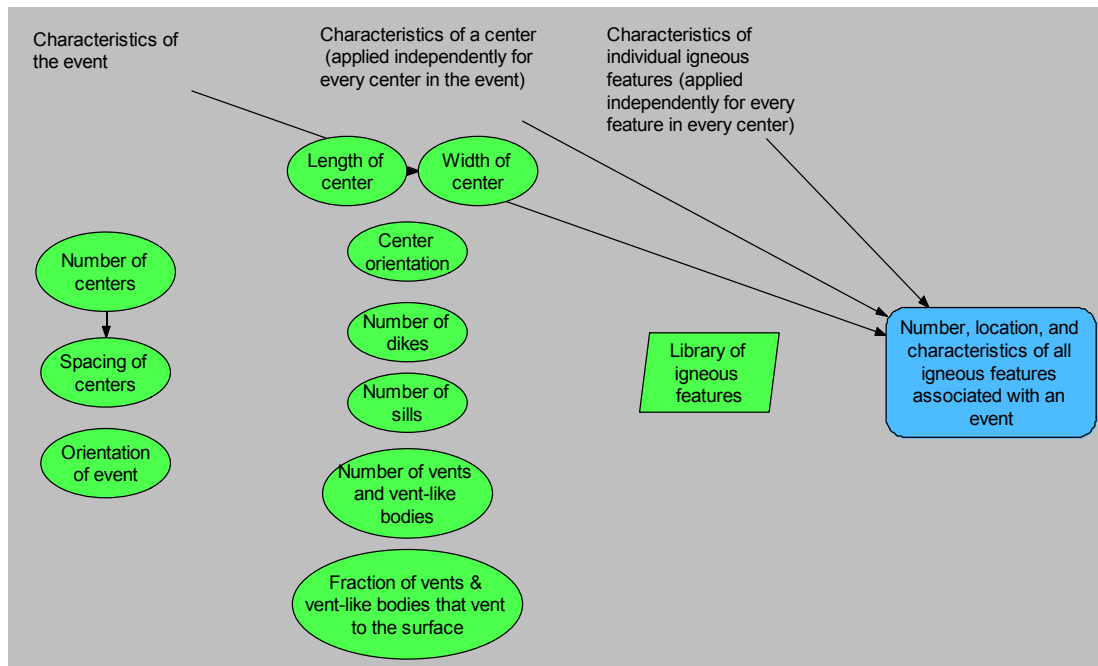 Characteristics of
the event
Characteristics of a center
(applied independently for
every center in the event)
Characteristics of
individual igneous
features (applied
independently for every
feature in every center)
Length of
center
Width of
center
Number of
centers
Spacing of
centers
Orientation
of event
Center
orientation
Number of
dikes
Number of
sills
Number of vents
and vent-like
bodies
Fraction of vents &
vent-like bodies that vent
to the surface
Library of
igneous
features
Number, location, and
characteristics of all
igneous features
associated with an
event